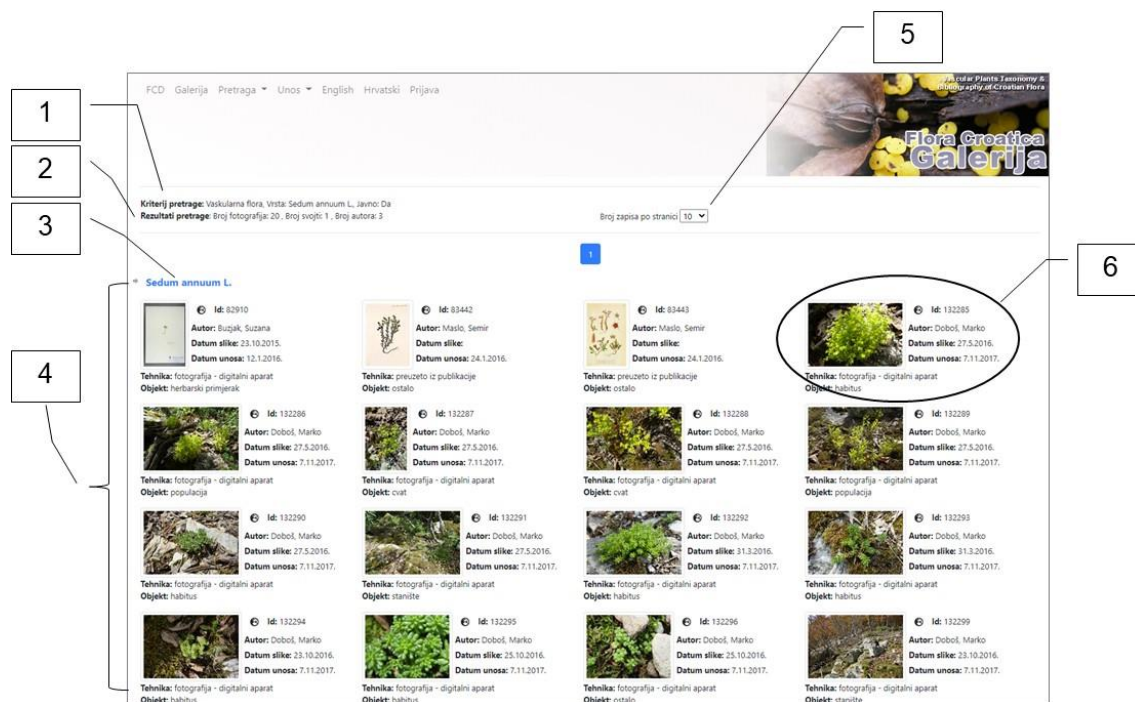 5
FCD Galerija Pretraga Unos English Hrvatski Prijava
Vascular Plants Taxonomy &
Bibliography of Croatian Flora
Flora Croatica
Galerija
1
2
3
4
6
Kriterij pretrage: Vaskularna flora, Vrsta: Sedum annuum L., Javno: Da
Rezultati pretrage: Broj fotografija: 20 , Broj svojti: 1 , Broj autora: 3
Broj zapisa po stranici 10
1
Sedum annuum L.
Id: 82910
Autor: Buzjak, Suzana
Datum slike: 23.10.2015.
Datum unosa: 12.1.2016.
Tehnika: fotografija - digitalni aparat
Objekt: herbarski primjerak
Id: 83442
Autor: Maslo, Semir
Datum slike:
Datum unosa: 24.1.2016.
Tehnika: preuzeto iz publikacije
Objekt: ostalo
Id: 83443
Autor: Maslo, Semir
Datum slike:
Datum unosa: 24.1.2016.
Tehnika: preuzeto iz publikacije
Objekt: ostalo
Id: 132285
Autor: Doboš, Marko
Datum slike: 27.5.2016.
Datum unosa: 7.11.2017.
Tehnika: fotografija - digitalni aparat
Objekt: habitus
Id: 132286
Autor: Doboš, Marko
Datum slike: 27.5.2016.
Datum unosa: 7.11.2017.
Tehnika: fotografija - digitalni aparat
Objekt: populacija
Id: 132287
Autor: Doboš, Marko
Datum slike: 27.5.2016.
Datum unosa: 7.11.2017.
Tehnika: fotografija - digitalni aparat
Objekt: cvat
Id: 132288
Autor: Doboš, Marko
Datum slike: 27.5.2016.
Datum unosa: 7.11.2017.
Tehnika: fotografija - digitalni aparat
Objekt: cvat
Id: 132289
Autor: Doboš, Marko
Datum slike: 27.5.2016.
Datum unosa: 7.11.2017.
Tehnika: fotografija - digitalni aparat
Objekt: populacija
Id: 132290
Autor: Doboš, Marko
Datum slike: 27.5.2016.
Datum unosa: 7.11.2017.
Tehnika: fotografija - digitalni aparat
Objekt: habitus
Id: 132291
Autor: Doboš, Marko
Datum slike: 27.5.2016.
Datum unosa: 7.11.2017.
Tehnika: fotografija - digitalni aparat
Objekt: stanište
Id: 132292
Autor: Doboš, Marko
Datum slike: 31.3.2016.
Datum unosa: 7.11.2017.
Tehnika: fotografija - digitalni aparat
Objekt: habitus
Id: 132293
Autor: Doboš, Marko
Datum slike: 31.3.2016.
Datum unosa: 7.11.2017.
Tehnika: fotografija - digitalni aparat
Objekt: habitus
Id: 132294
Autor: Doboš, Marko
Datum slike: 23.10.2016.
Datum unosa: 7.11.2017.
Tehnika: fotografija - digitalni aparat
Objekt: habitus
Id: 132295
Autor: Doboš, Marko
Datum slike: 25.10.2016.
Datum unosa: 7.11.2017.
Tehnika: fotografija - digitalni aparat
Objekt: habitus
Id: 132296
Autor: Doboš, Marko
Datum slike: 25.10.2016.
Datum unosa: 7.11.2017.
Tehnika: fotografija - digitalni aparat
Objekt: ostalo
Id: 132299
Autor: Doboš, Marko
Datum slike: 23.10.2016.
Datum unosa: 7.11.2017.
Tehnika: fotografija - digitalni aparat
Objekt: stanište